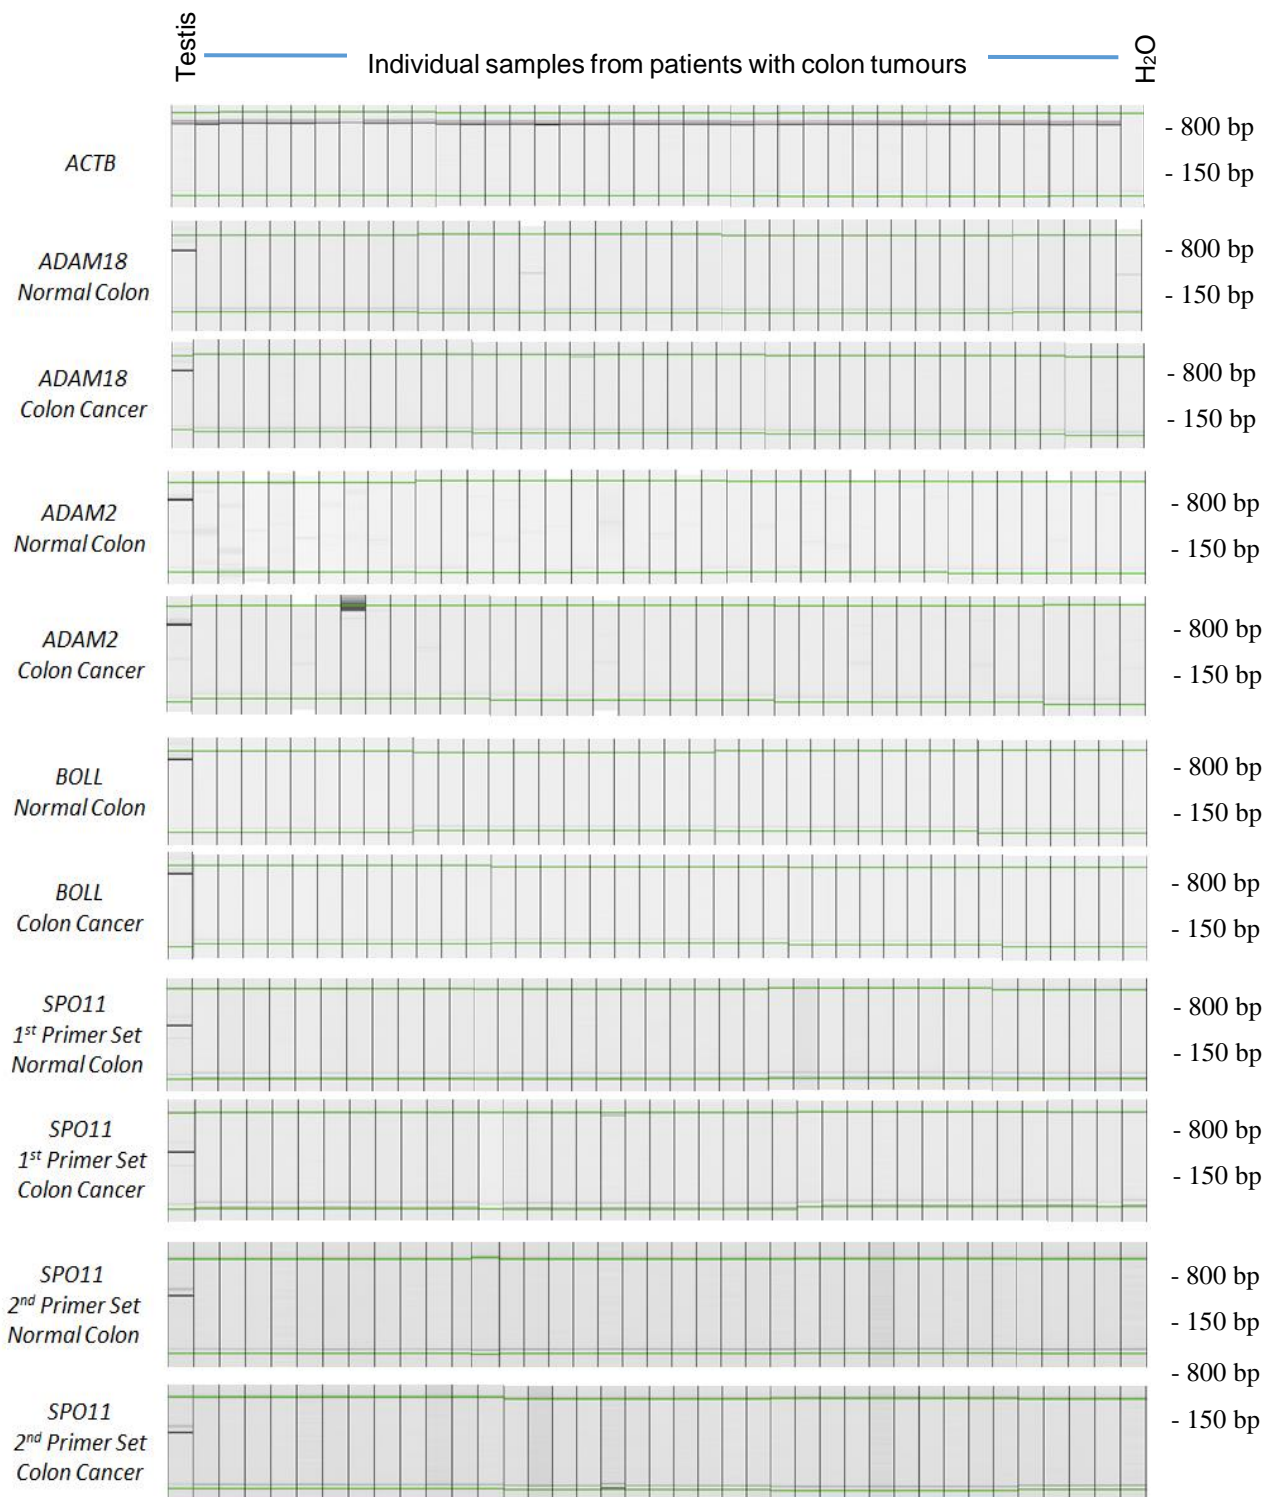 Testis
Individual samples from patients with colon tumours
H₂O
ACTB
- 800 bp
- 150 bp
ADAM18
Normal Colon
- 800 bp
- 150 bp
ADAM18
Colon Cancer
- 800 bp
- 150 bp
ADAM2
Normal Colon
- 800 bp
- 150 bp
ADAM2
Colon Cancer
- 800 bp
- 150 bp
BOLL
Normal Colon
- 800 bp
- 150 bp
BOLL
Colon Cancer
- 800 bp
- 150 bp
SPO11
1st Primer Set
Normal Colon
- 800 bp
- 150 bp
SPO11
1st Primer Set
Colon Cancer
- 800 bp
- 150 bp
SPO11
2nd Primer Set
Normal Colon
- 800 bp
- 150 bp
SPO11
2nd Primer Set
Colon Cancer
- 800 bp
- 150 bp